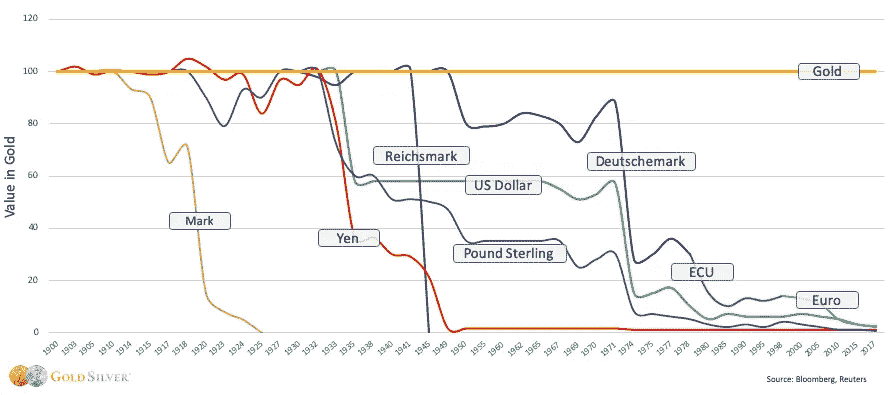 120
100
80
60
40
20
0
Value in Gold
Gold
Reichsmark
Deutschemark
US Dollar
Mark
Yen
Pound Sterling
ECU
Euro
1900 1903 1905 1910 1914 1915 1917 1918 1920 1923 1924 1925 1927 1930 1932 1933 1935 1938 1940 1941 1945 1949 1950 1955 1960 1962 1965 1967 1969 1970 1971 1974 1975 1977 1978 1980 1985 1990 1995 1998 2000 2005 2010 2015 2017
GOLDSILVER
Source: Bloomberg, Reuters